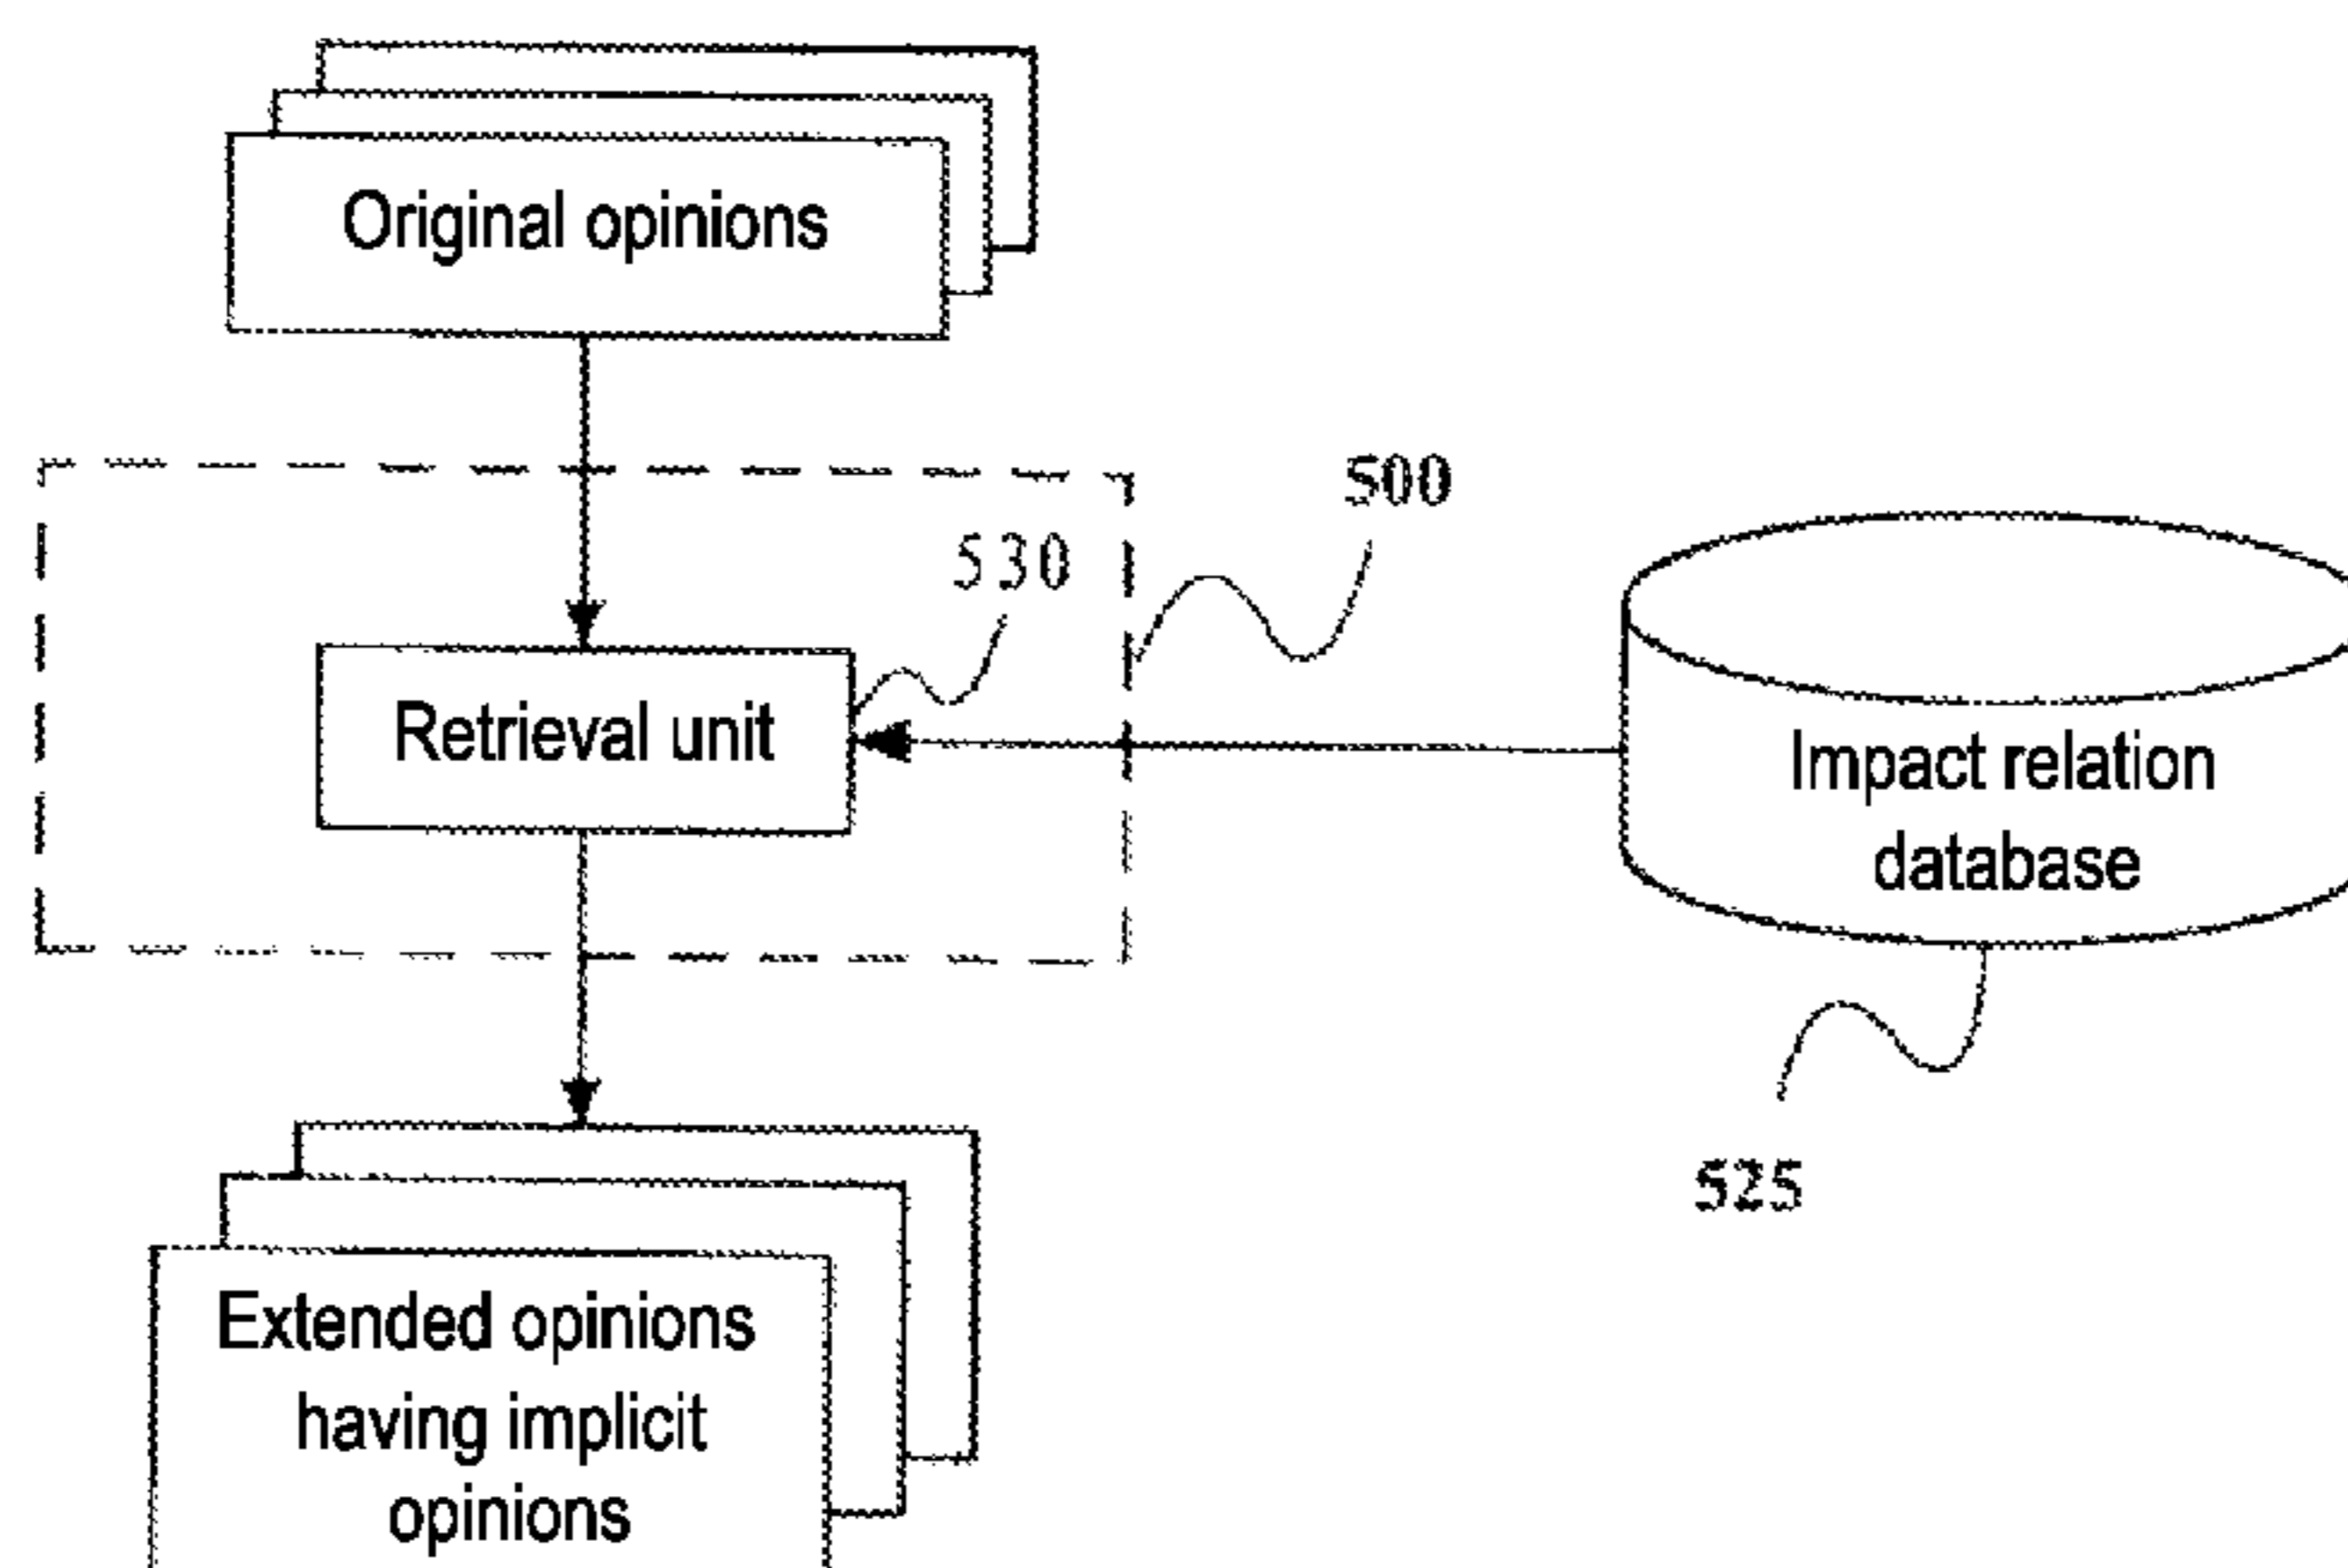 Original opinions
500
530
Retrieval unit
Impact relation
database
525
Extended opinions
having implicit
opinions